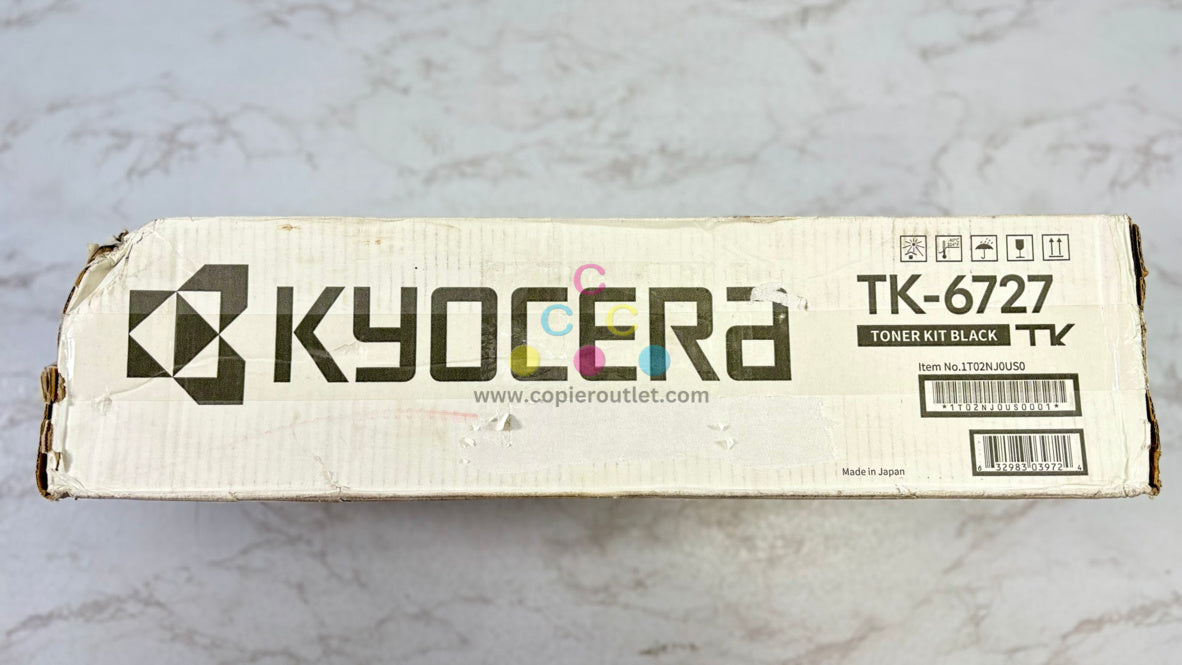 KYOCERA
C
C C
www.copieroutlet.com
TK-6727
TONER KIT BLACK TK
Item No.1T02NJ0US0
*1T02NJ0US0001*
6 32983 03972 4
Made in Japan